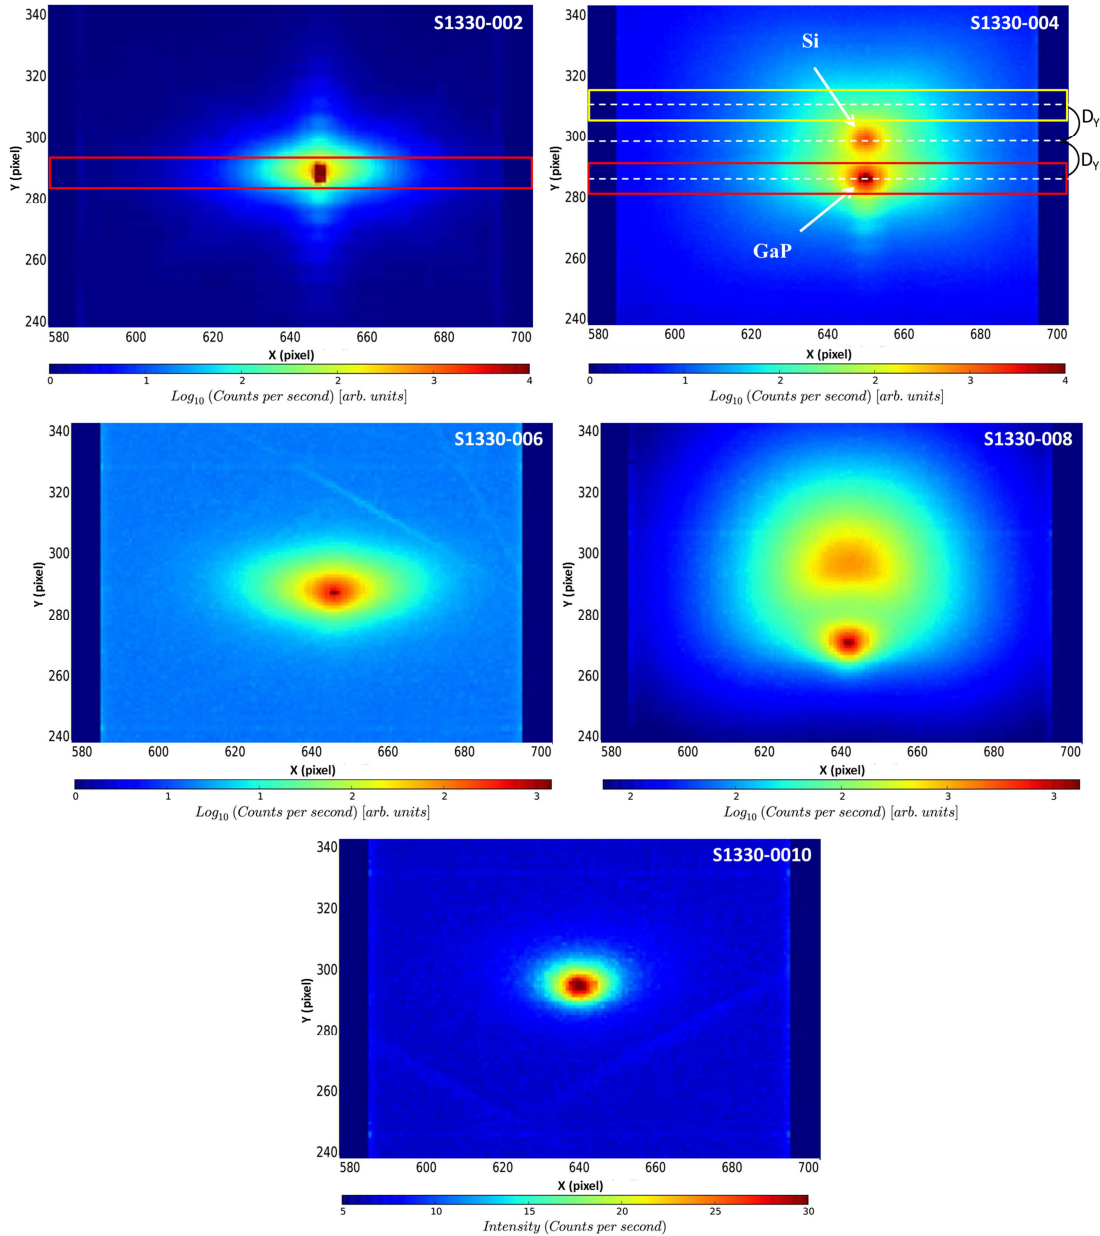 S1330-002
340
320
300
280
260
240
Y (pixel)
580 600 620 640 660 680 700
X (pixel)
0 1 2 2 3 4
Log10 (Counts per second) [arb. units]
S1330-004
Si
GaP
DY
DY
340
320
300
280
260
240
Y (pixel)
580 600 620 640 660 680 700
X (pixel)
0 1 2 2 3 4
Log10 (Counts per second) [arb. units]
S1330-006
340
320
300
280
260
240
Y (pixel)
580 600 620 640 660 680 700
X (pixel)
0 1 1 2 2 3
Log10 (Counts per second) [arb. units]
S1330-008
340
320
300
280
260
240
Y (pixel)
600 620 640 660 680 700
X (pixel)
2 2 2 3 3
Log10 (Counts per second) [arb. units]
S1330-0010
340
320
300
280
260
240
Y (pixel)
580 600 620 640 660 680 700
X (pixel)
5 10 15 20 25 30
Intensity (Counts per second)